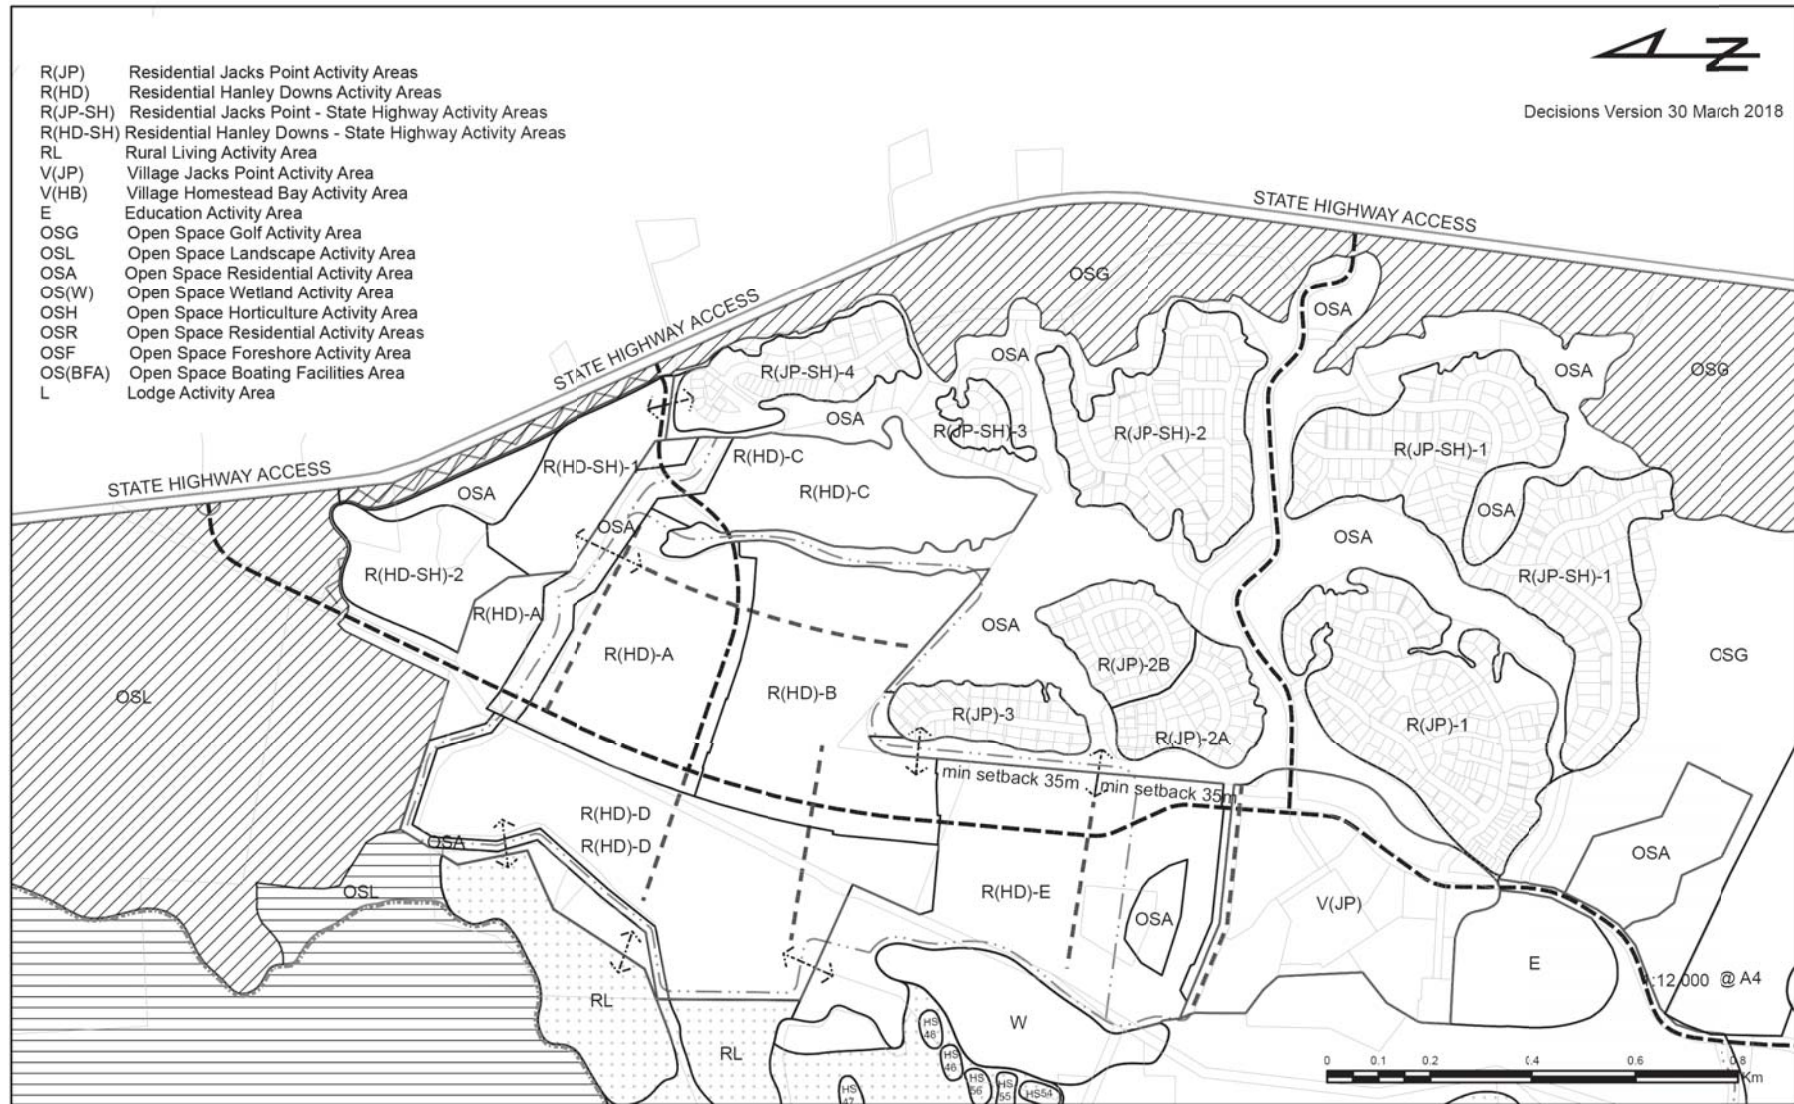 R(JP) Residential Jacks Point Activity Areas
R(HD) Residential Hanley Downs Activity Areas
R(JP-SH) Residential Jacks Point - State Highway Activity Areas
R(HD-SH) Residential Hanley Downs - State Highway Activity Areas
RL Rural Living Activity Area
V(JP) Village Jacks Point Activity Area
V(HB) Village Homestead Bay Activity Area
E Education Activity Area
OSG Open Space Golf Activity Area
OSL Open Space Landscape Activity Area
OSA Open Space Residential Activity Area
OS(W) Open Space Wetland Activity Area
OSH Open Space Horticulture Activity Area
OSR Open Space Residential Activity Areas
OSF Open Space Foreshore Activity Area
OS(BFA) Open Space Boating Facilities Area
L Lodge Activity Area
Z
Decisions Version 30 March 2018
STATE HIGHWAY ACCESS
STATE HIGHWAY ACCESS
STATE HIGHWAY ACCESS
OSG
OSA
OSA
R(JP-SH)-4
OSA
OSG
OSA
R(JP-SH)-3
R(JP-SH)-2
R(JP-SH)-1
R(HD)-C
R(HD-SH)-1
R(HD)-C
OSA
OSA
OSA
OSA
R(HD-SH)-2
R(JP-SH)-1
R(HD)-A
OSA
R(HD)-A
R(JP)-2B
OSG
OSL
R(HD)-B
R(JP)-3
R(JP)-1
R(JP)-2A
min setback 35m
min setback 35m
R(HD)-D
R(HD)-D
OSA
OSA
OSL
R(HD)-E
V(JP)
OSA
E
1:12,000 @ A4
RL
W
RL
HS
46
HS
56
HS
55
HS54
HS
47
0 0.1 0.2 0.4 0.6 0.8
Km